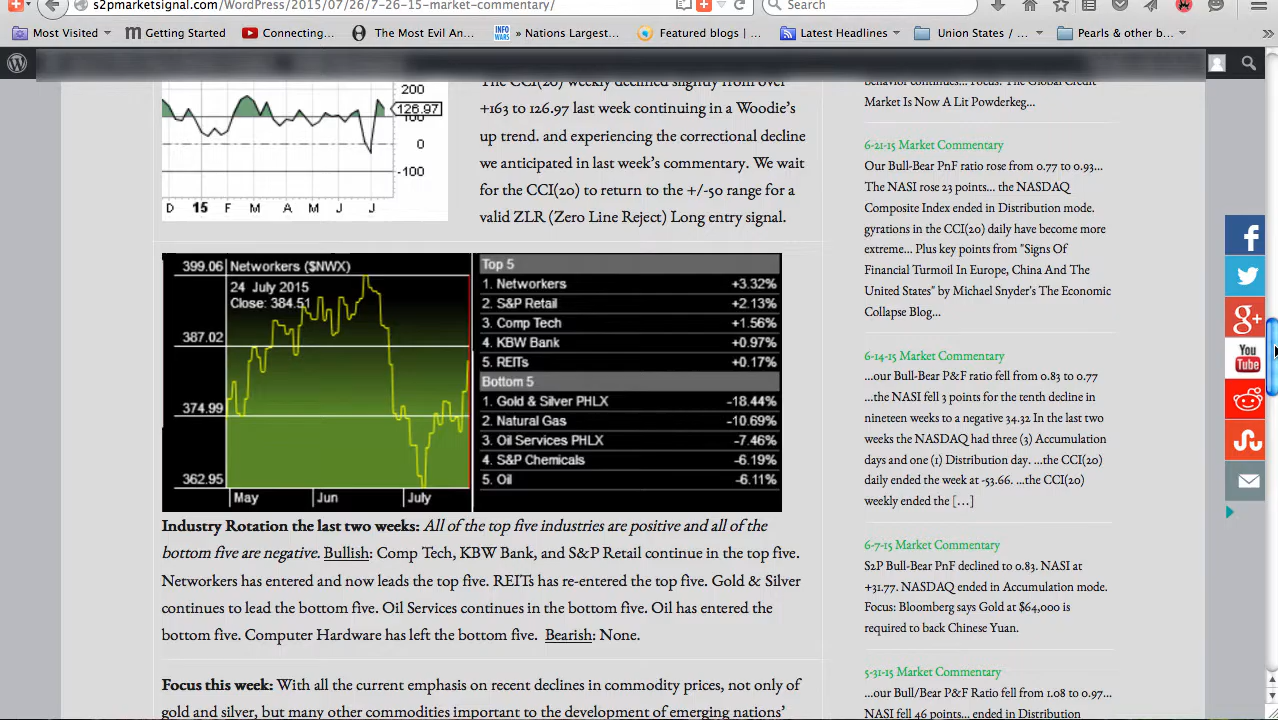 s2pmarketsignal.com/WordPress/2015/07/26/7-26-15-market-commentary/
Search
Most Visited
Getting Started
Connecting...
The Most Evil An...
INFO WARS » Nations Largest...
Featured blogs | ...
Latest Headlines
Union States / ...
Pearls & other b...
»
200
126.97
100
0
-100
D 15 F M A M J J
The CCI(20) weekly declined slightly from over
+163 to 126.97 last week continuing in a Woodie's
up trend. and experiencing the correctional decline
we anticipated in last week's commentary. We wait
for the CCI(20) to return to the +/-50 range for a
valid ZLR (Zero Line Reject) Long entry signal.
399.06 Networkers ($NWX)
24 July 2015
Close: 384.51
387.02
374.99
362.95
May Jun July
Top 5
1. Networkers +3.32%
2. S&P Retail +2.13%
3. Comp Tech +1.56%
4. KBW Bank +0.97%
5. REITs +0.17%
Bottom 5
1. Gold & Silver PHLX -18.44%
2. Natural Gas -10.69%
3. Oil Services PHLX -7.46%
4. S&P Chemicals -6.19%
5. Oil -6.11%
Industry Rotation the last two weeks: All of the top five industries are positive and all of the
bottom five are negative. Bullish: Comp Tech, KBW Bank, and S&P Retail continue in the top five.
Networkers has entered and now leads the top five. REITs has re-entered the top five. Gold & Silver
continues to lead the bottom five. Oil Services continues in the bottom five. Oil has entered the
bottom five. Computer Hardware has left the bottom five. Bearish: None.
Focus this week: With all the current emphasis on recent declines in commodity prices, not only of
gold and silver, but many other commodities important to the development of emerging nations'
behavior continues... Focus: The Global Credit
Market Is Now A Lit Powderkeg...
6-21-15 Market Commentary
Our Bull-Bear PnF ratio rose from 0.77 to 0.93...
The NASI rose 23 points... the NASDAQ
Composite Index ended in Distribution mode.
gyrations in the CCI(20) daily have become more
extreme... Plus key points from "Signs Of
Financial Turmoil In Europe, China And The
United States" by Michael Snyder's The Economic
Collapse Blog...
6-14-15 Market Commentary
...our Bull-Bear P&F ratio fell from 0.83 to 0.77
...the NASI fell 3 points for the tenth decline in
nineteen weeks to a negative 34.32 In the last two
weeks the NASDAQ had three (3) Accumulation
days and one (1) Distribution day. ...the CCI(20)
daily ended the week at -53.66. ...the CCI(20)
weekly ended the […]
6-7-15 Market Commentary
S2P Bull-Bear PnF declined to 0.83. NASI at
+31.77. NASDAQ ended in Accumulation mode.
Focus: Bloomberg says Gold at $64,000 is
required to back Chinese Yuan.
5-31-15 Market Commentary
...our Bull/Bear P&F Ratio fell from 1.08 to 0.97...
NASI fell 46 points... ended in Distribution
f
g+
You
Tube